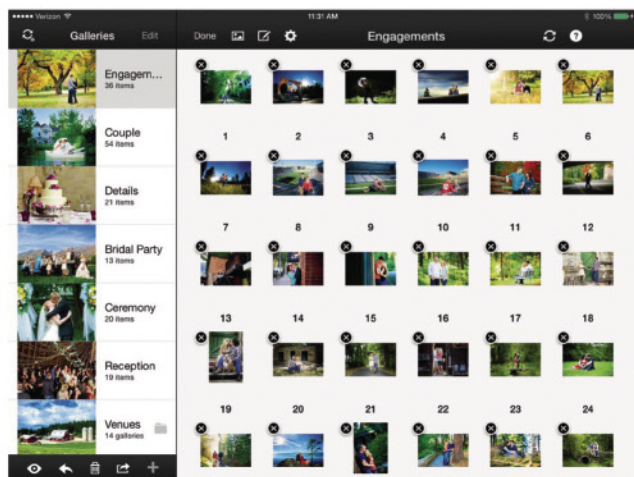 Verizon 11:31 AM 100%
Galleries Edit Done Engagements ?
Engagem...
36 items
Couple
54 items
Details
21 items
Bridal Party
13 items
Ceremony
20 items
Reception
19 items
Venues
14 galleries
1 2 3 4 5 6
7 8 9 10 11 12
13 14 15 16 17 18
19 20 21 22 23 24